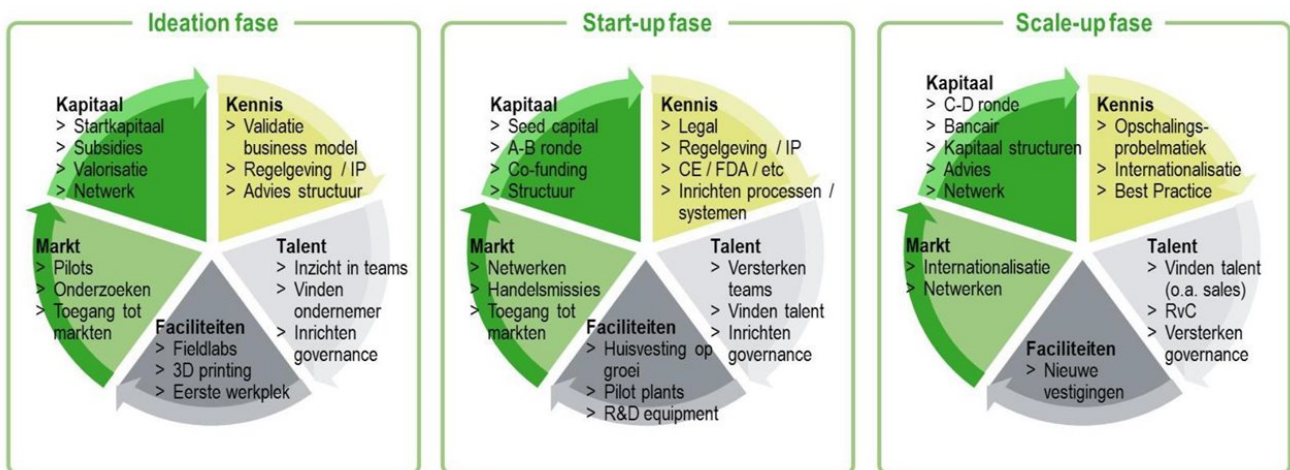 Ideation fase
Kapitaal
> Startkapitaal
> Subsidies
> Valorisatie
> Netwerk
Kennis
> Validatie
business model
> Regelgeving / IP
> Advies structuur
Markt
> Pilots
> Onderzoeken
> Toegang tot
markten
Talent
> Inzicht in teams
> Vinden
ondernemer
> Inrichten
governance
Faciliteiten
> Fieldlabs
> 3D printing
> Eerste werkplek
Start-up fase
Kapitaal
> Seed capital
> A-B ronde
> Co-funding
> Structuur
Kennis
> Legal
> Regelgeving / IP
> CE / FDA / etc
> Inrichten processen /
systemen
Markt
> Netwerken
> Handelsmissies
> Toegang tot
markten
Talent
> Versterken
teams
> Vinden talent
> Inrichten
governance
Faciliteiten
> Huisvesting op
groei
> Pilot plants
> R&D equipment
Scale-up fase
Kapitaal
> C-D ronde
> Bancair
> Kapitaal structuren
> Advies
> Netwerk
Kennis
> Opschalings-
probelmatiek
> Internationalisatie
> Best Practice
Markt
> Internationalisatie
> Netwerken
Talent
> Vinden talent
(o.a. sales)
> RvC
> Versterken
governance
Faciliteiten
> Nieuwe
vestigingen